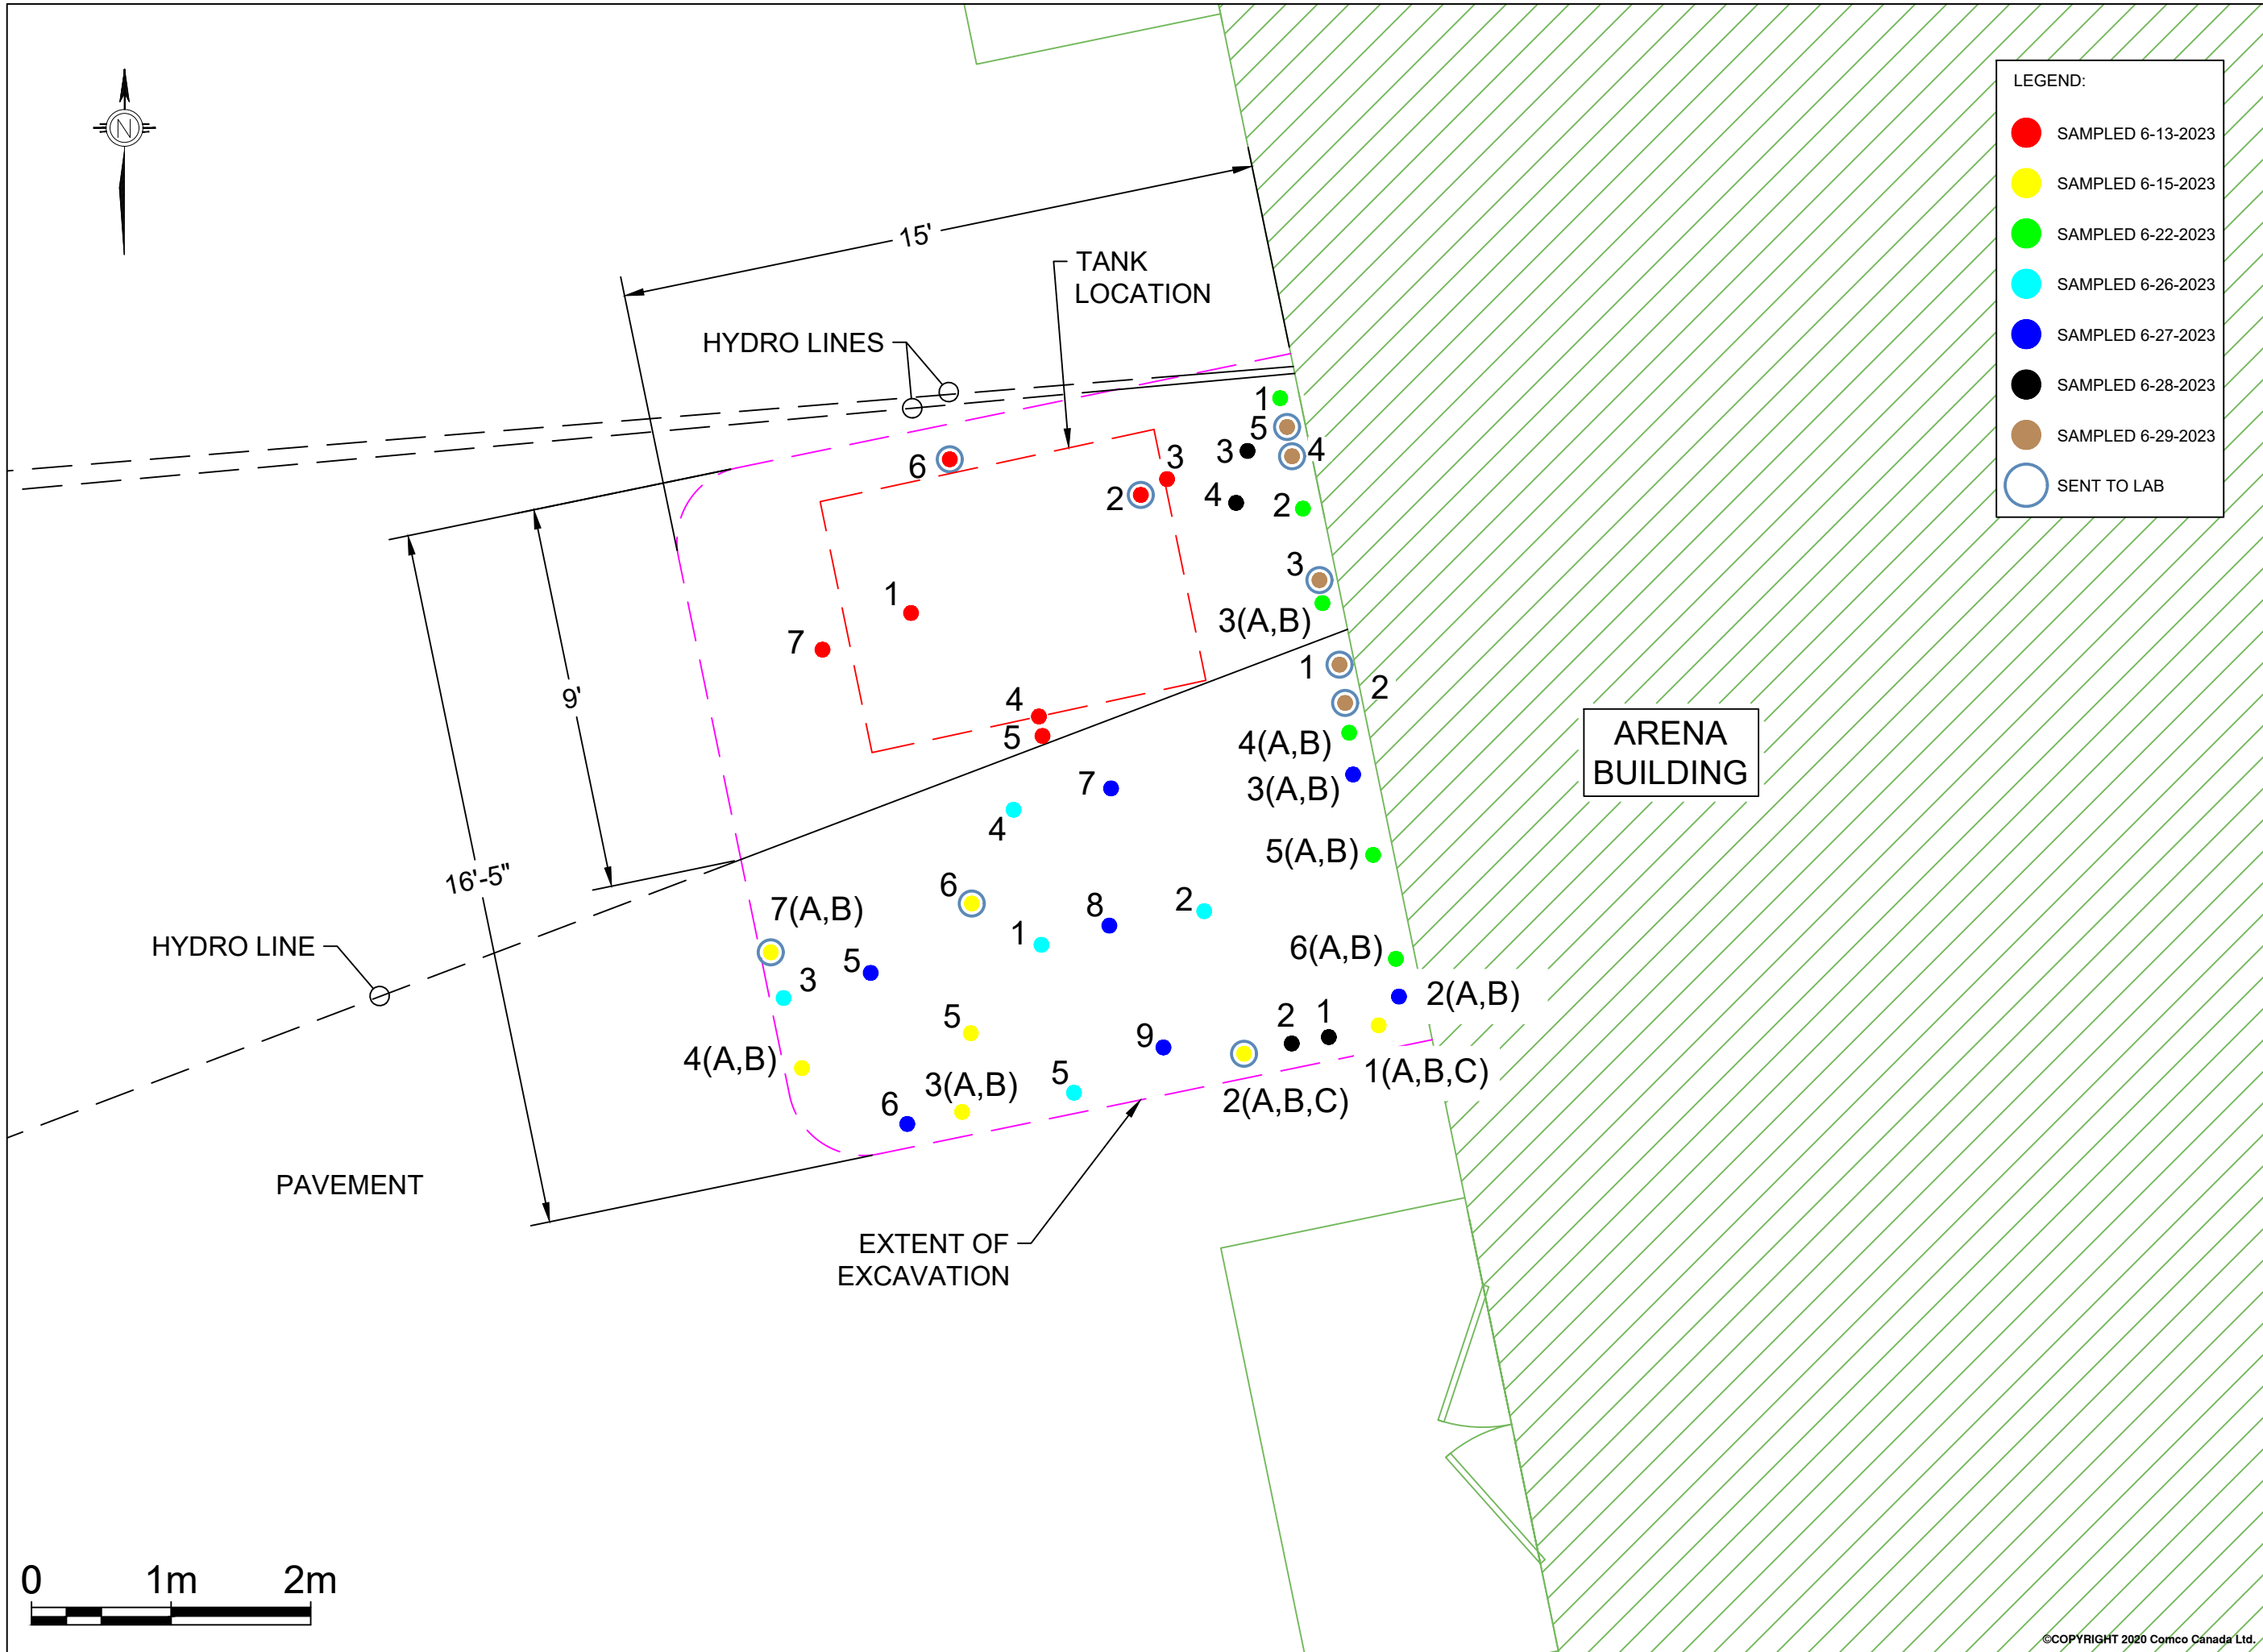 N
LEGEND:
SAMPLED 6-13-2023
SAMPLED 6-15-2023
SAMPLED 6-22-2023
SAMPLED 6-26-2023
SAMPLED 6-27-2023
SAMPLED 6-28-2023
SAMPLED 6-29-2023
SENT TO LAB
15'
TANK
LOCATION
HYDRO LINES
1
5
3
4
6
3
2
4
2
3
1
3(A,B)
7
1
2
9'
4
5
4(A,B)
7
3(A,B)
4
5(A,B)
16'-5"
6
2
7(A,B)
8
1
HYDRO LINE
5
6(A,B)
3
2(A,B)
5
9
2
1
4(A,B)
3(A,B)
5
1(A,B,C)
6
2(A,B,C)
ARENA
BUILDING
PAVEMENT
EXTENT OF
EXCAVATION
0 1m 2m
©COPYRIGHT 2020 Comco Canada Ltd.